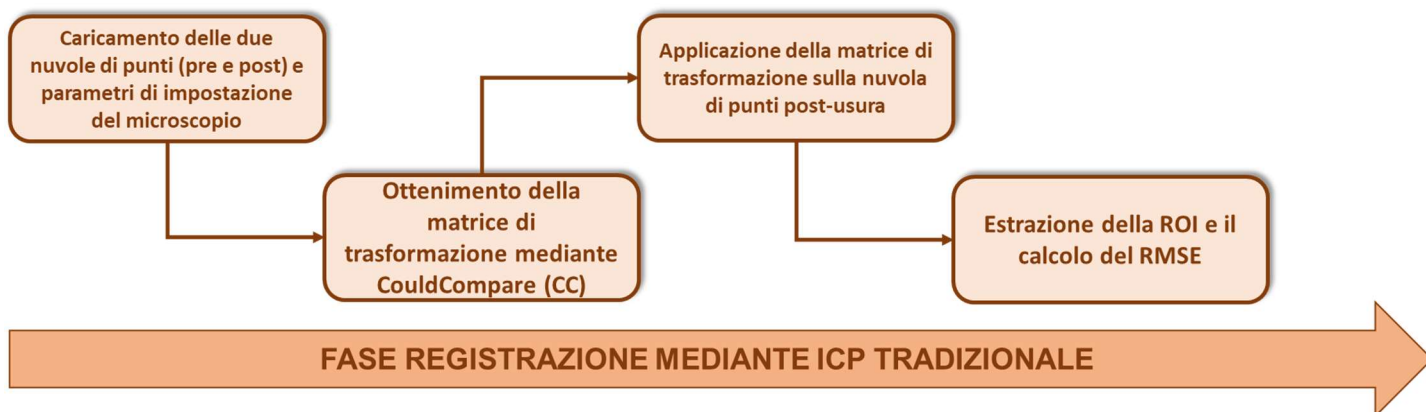 Caricamento delle due
nuvole di punti (pre e post) e
parametri di impostazione
del microscopio
Ottenimento della
matrice di
trasformazione mediante
CouldCompare (CC)
Applicazione della matrice di
trasformazione sulla nuvola
di punti post-usura
Estrazione della ROI e il
calcolo del RMSE
FASE REGISTRAZIONE MEDIANTE ICP TRADIZIONALE